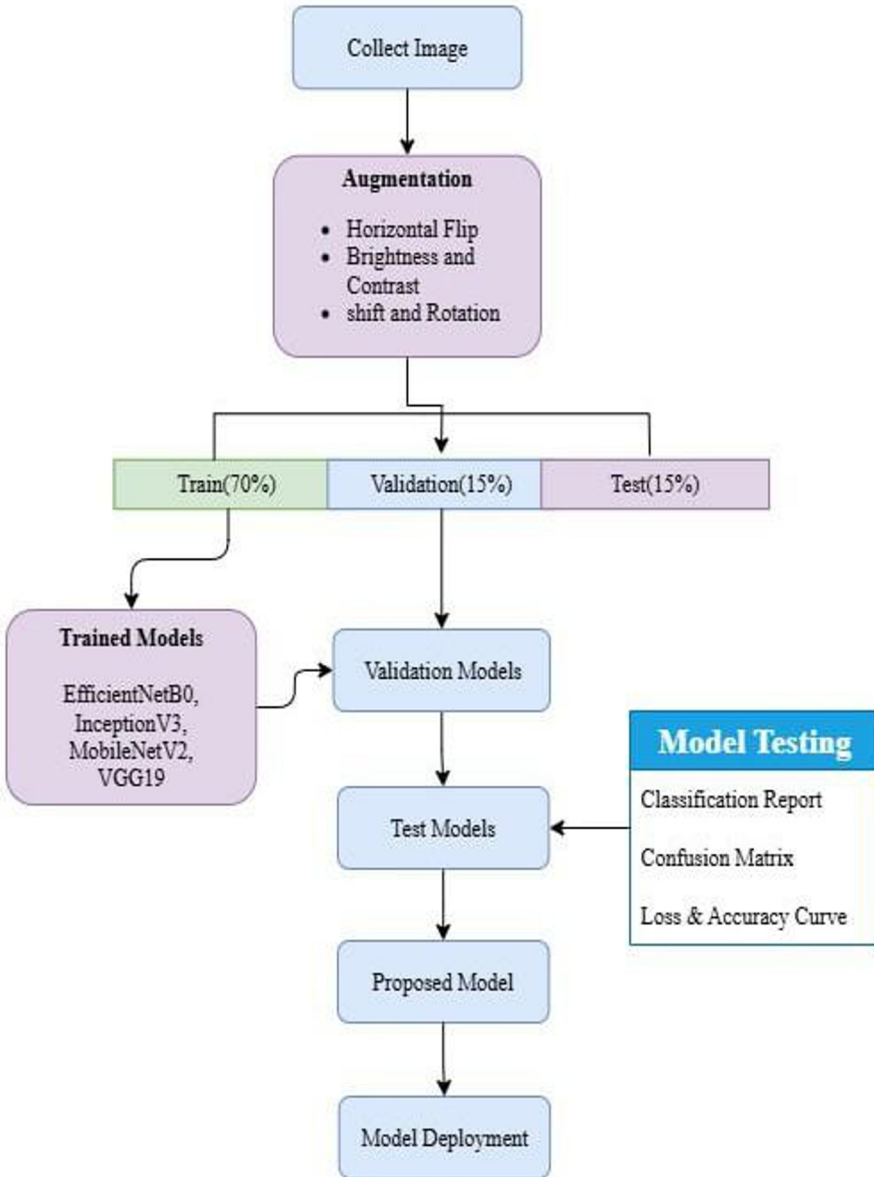 Collect Image
Augmentation
• Horizontal Flip
• Brightness and
Contrast
• shift and Rotation
Train(70%)
Validation(15%)
Test(15%)
Trained Models
EfficientNetB0,
InceptionV3,
MobileNetV2,
VGG19
Validation Models
Model Testing
Classification Report
Confusion Matrix
Loss & Accuracy Curve
Test Models
Proposed Model
Model Deployment